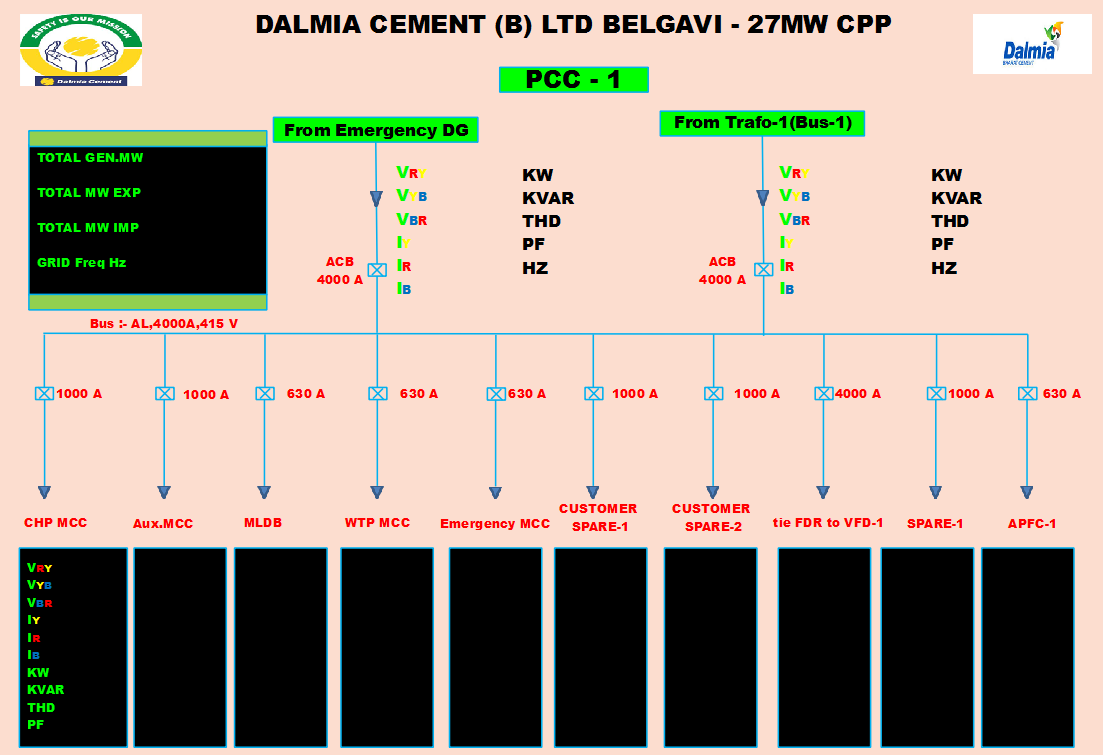 SAFETY IS OUR MISSION
Dalmia Cement
DALMIA CEMENT (B) LTD BELGAVI - 27MW CPP
Dalmia
BHARAT CEMENT
PCC - 1
From Emergency DG
From Trafo-1(Bus-1)
TOTAL GEN.MW
TOTAL MW EXP
TOTAL MW IMP
GRID Freq Hz
VRY
VYB
VBR
IY
IR
IB
KW
KVAR
THD
PF
HZ
ACB
4000 A
VRY
VYB
VBR
IY
IR
IB
KW
KVAR
THD
PF
HZ
ACB
4000 A
Bus :- AL,4000A,415 V
1000 A
1000 A
630 A
630 A
630 A
1000 A
1000 A
4000 A
1000 A
630 A
CHP MCC
Aux.MCC
MLDB
WTP MCC
Emergency MCC
CUSTOMER
SPARE-1
CUSTOMER
SPARE-2
tie FDR to VFD-1
SPARE-1
APFC-1
VRY
VYB
VBR
IY
IR
IB
KW
KVAR
THD
PF